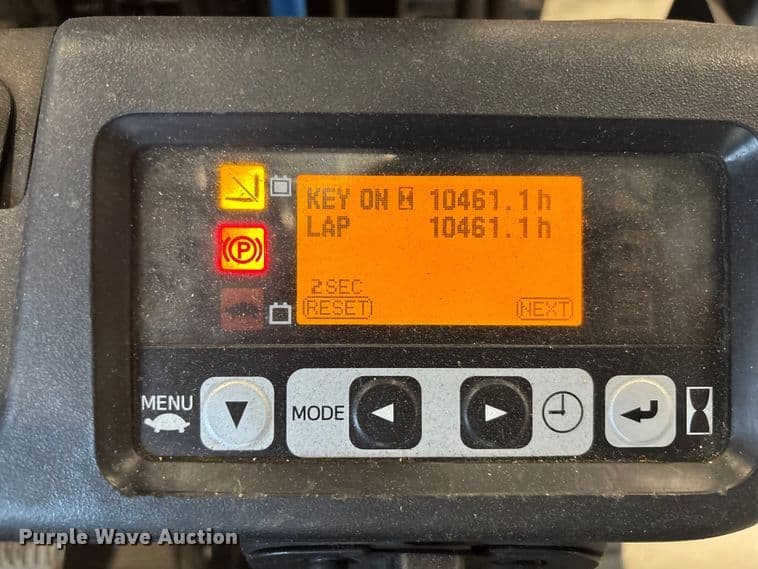 KEY ON 10461.1h
LAP 10461.1h
2SEC
RESET NEXT
P
MENU MODE
Purple Wave Auction